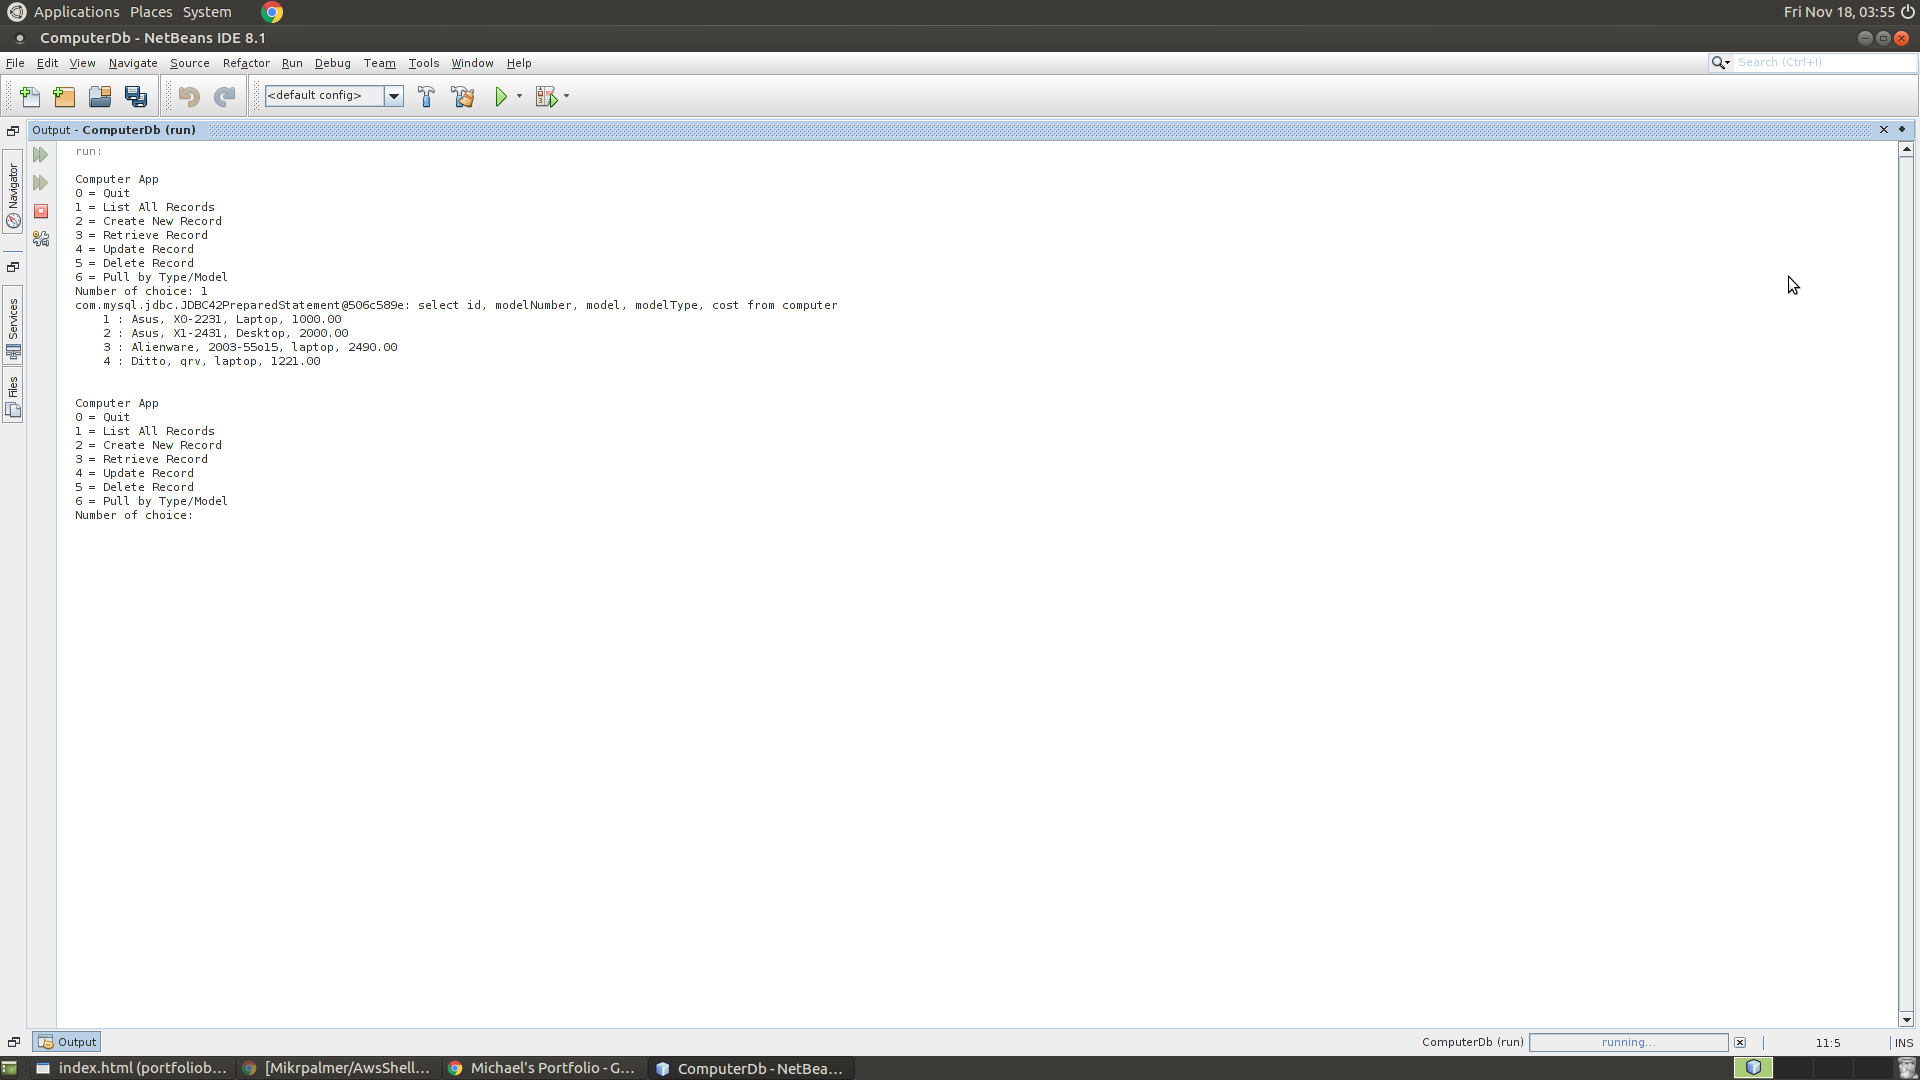 Applications Places System
Fri Nov 18, 03:55
ComputerDb - NetBeans IDE 8.1
File Edit View Navigate Source Refactor Run Debug Team Tools Window Help
Search (Ctrl+I)
<default config>
Output - ComputerDb (run)
Navigator
Services
Files
run:
Computer App
0 = Quit
1 = List All Records
2 = Create New Record
3 = Retrieve Record
4 = Update Record
5 = Delete Record
6 = Pull by Type/Model
Number of choice: 1
com.mysql.jdbc.JDBC42PreparedStatement@506c589e: select id, modelNumber, model, modelType, cost from computer
1 : Asus, X0-2231, Laptop, 1000.00
2 : Asus, X1-2431, Desktop, 2000.00
3 : Alienware, 2003-55o15, laptop, 2490.00
4 : Ditto, qrv, laptop, 1221.00
Computer App
0 = Quit
1 = List All Records
2 = Create New Record
3 = Retrieve Record
4 = Update Record
5 = Delete Record
6 = Pull by Type/Model
Number of choice:
Output
ComputerDb (run)
running...
11:5
INS
index.html (portfoliob...
[Mikrpalmer/AwsShell...
Michael's Portfolio - G...
ComputerDb - NetBea...